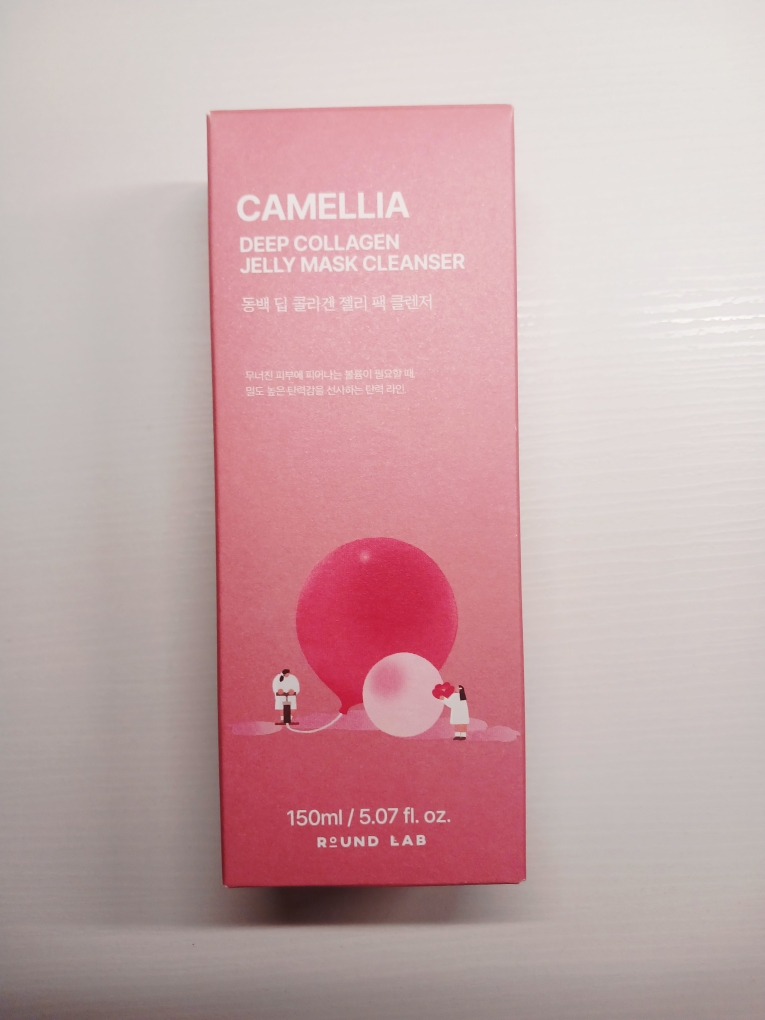 CAMELLIA
DEEP COLLAGEN
JELLY MASK CLEANSER
동백 딥 콜라겐 젤리 팩 클렌저
무너진 피부에 피어나는 볼륨이 필요할 때,
밀도 높은 탄력감을 선사하는 탄력 라인
150ml / 5.07 fl. oz.
ROUND LAB